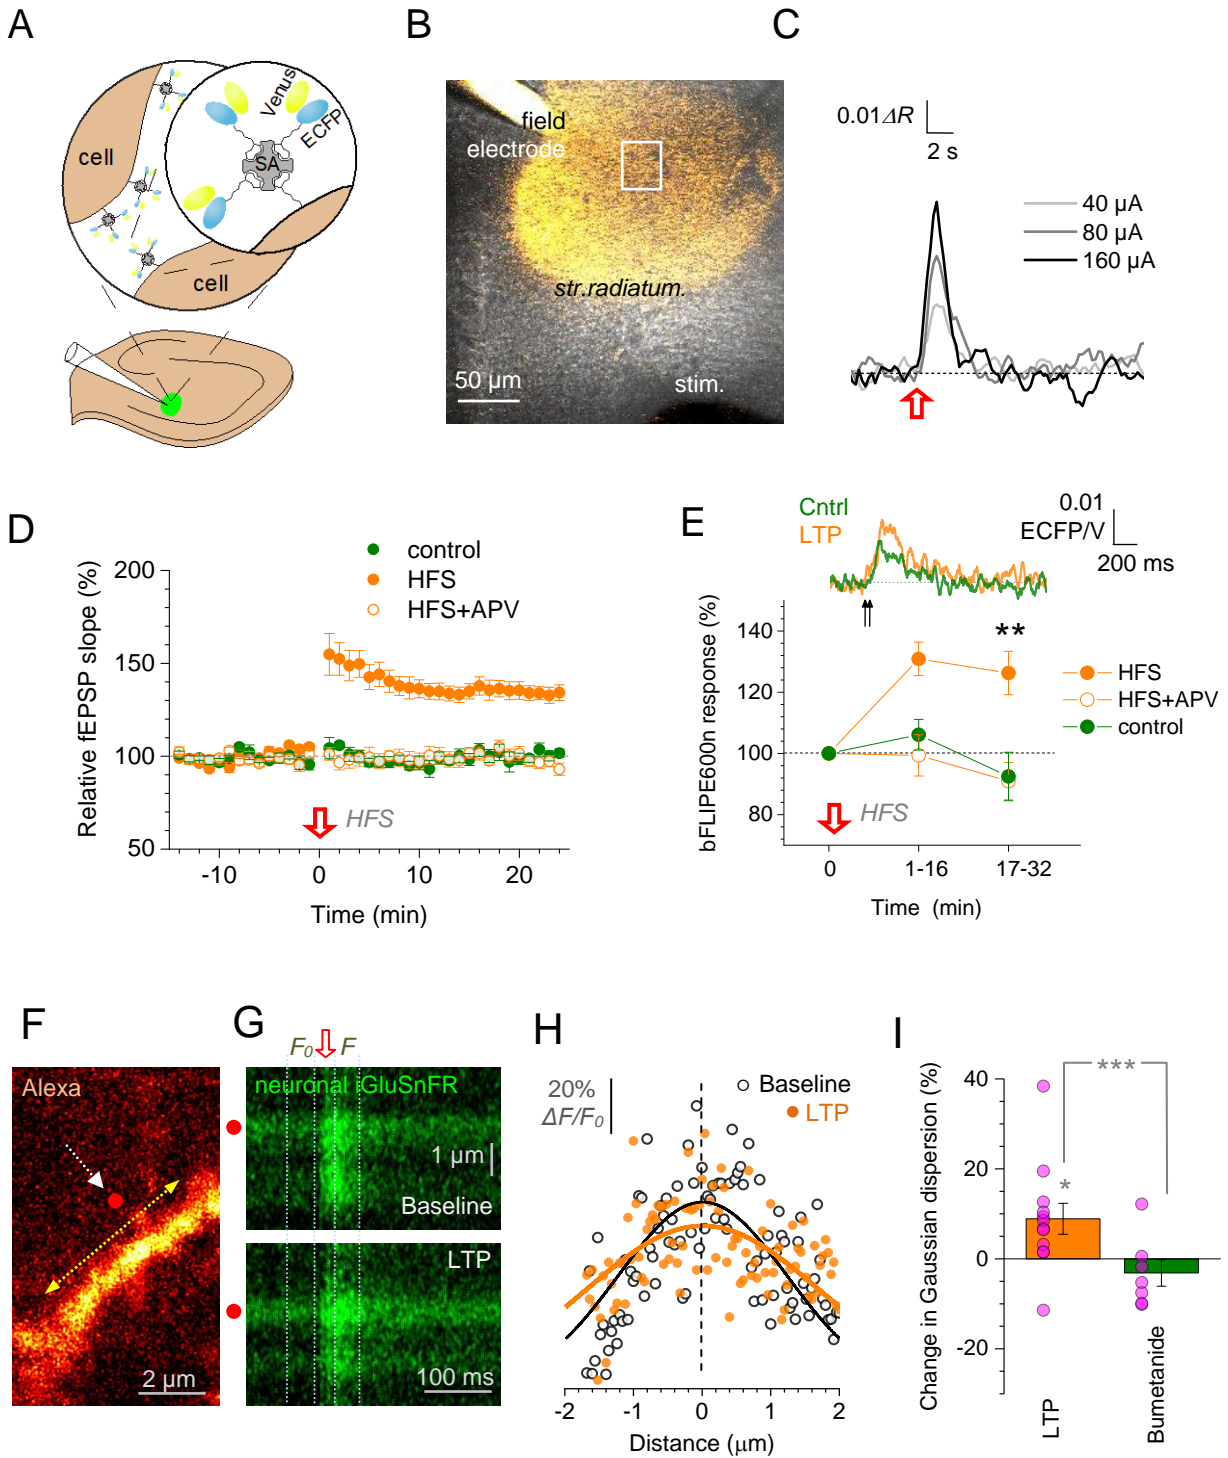 A
cell
Venus
ECFP
SA
cell
B
field
electrode
str.radiatum.
50 µm
stim.
C
0.01ΔR
2 s
40 µA
80 µA
160 µA
D
control
HFS
HFS+APV
Relative fEPSP slope (%)
200
150
100
50
HFS
-10
0
10
20
Time (min)
E
Cntrl
LTP
0.01
ECFP/V
200 ms
bFLIPE600n response (%)
140
120
100
80
**
HFS
HFS+APV
control
HFS
0
1-16
17-32
Time (min)
F
Alexa
2 µm
G
F0
F
neuronal iGluSnFR
1 µm
Baseline
LTP
100 ms
H
20%
ΔF/F0
Baseline
LTP
-2
-1
0
1
2
Distance (µm)
I
Change in Gaussian dispersion (%)
40
20
0
-20
***
*
LTP
Bumetanide